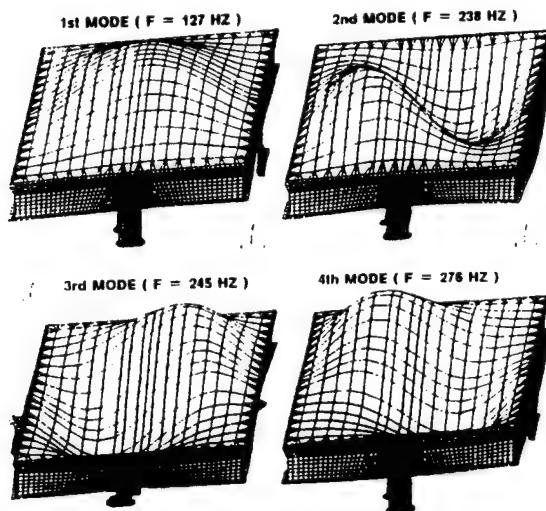 1st MODE ( F = 127 HZ )
2nd MODE ( F = 238 HZ )
3rd MODE ( F = 245 HZ )
4th MODE ( F = 276 HZ )